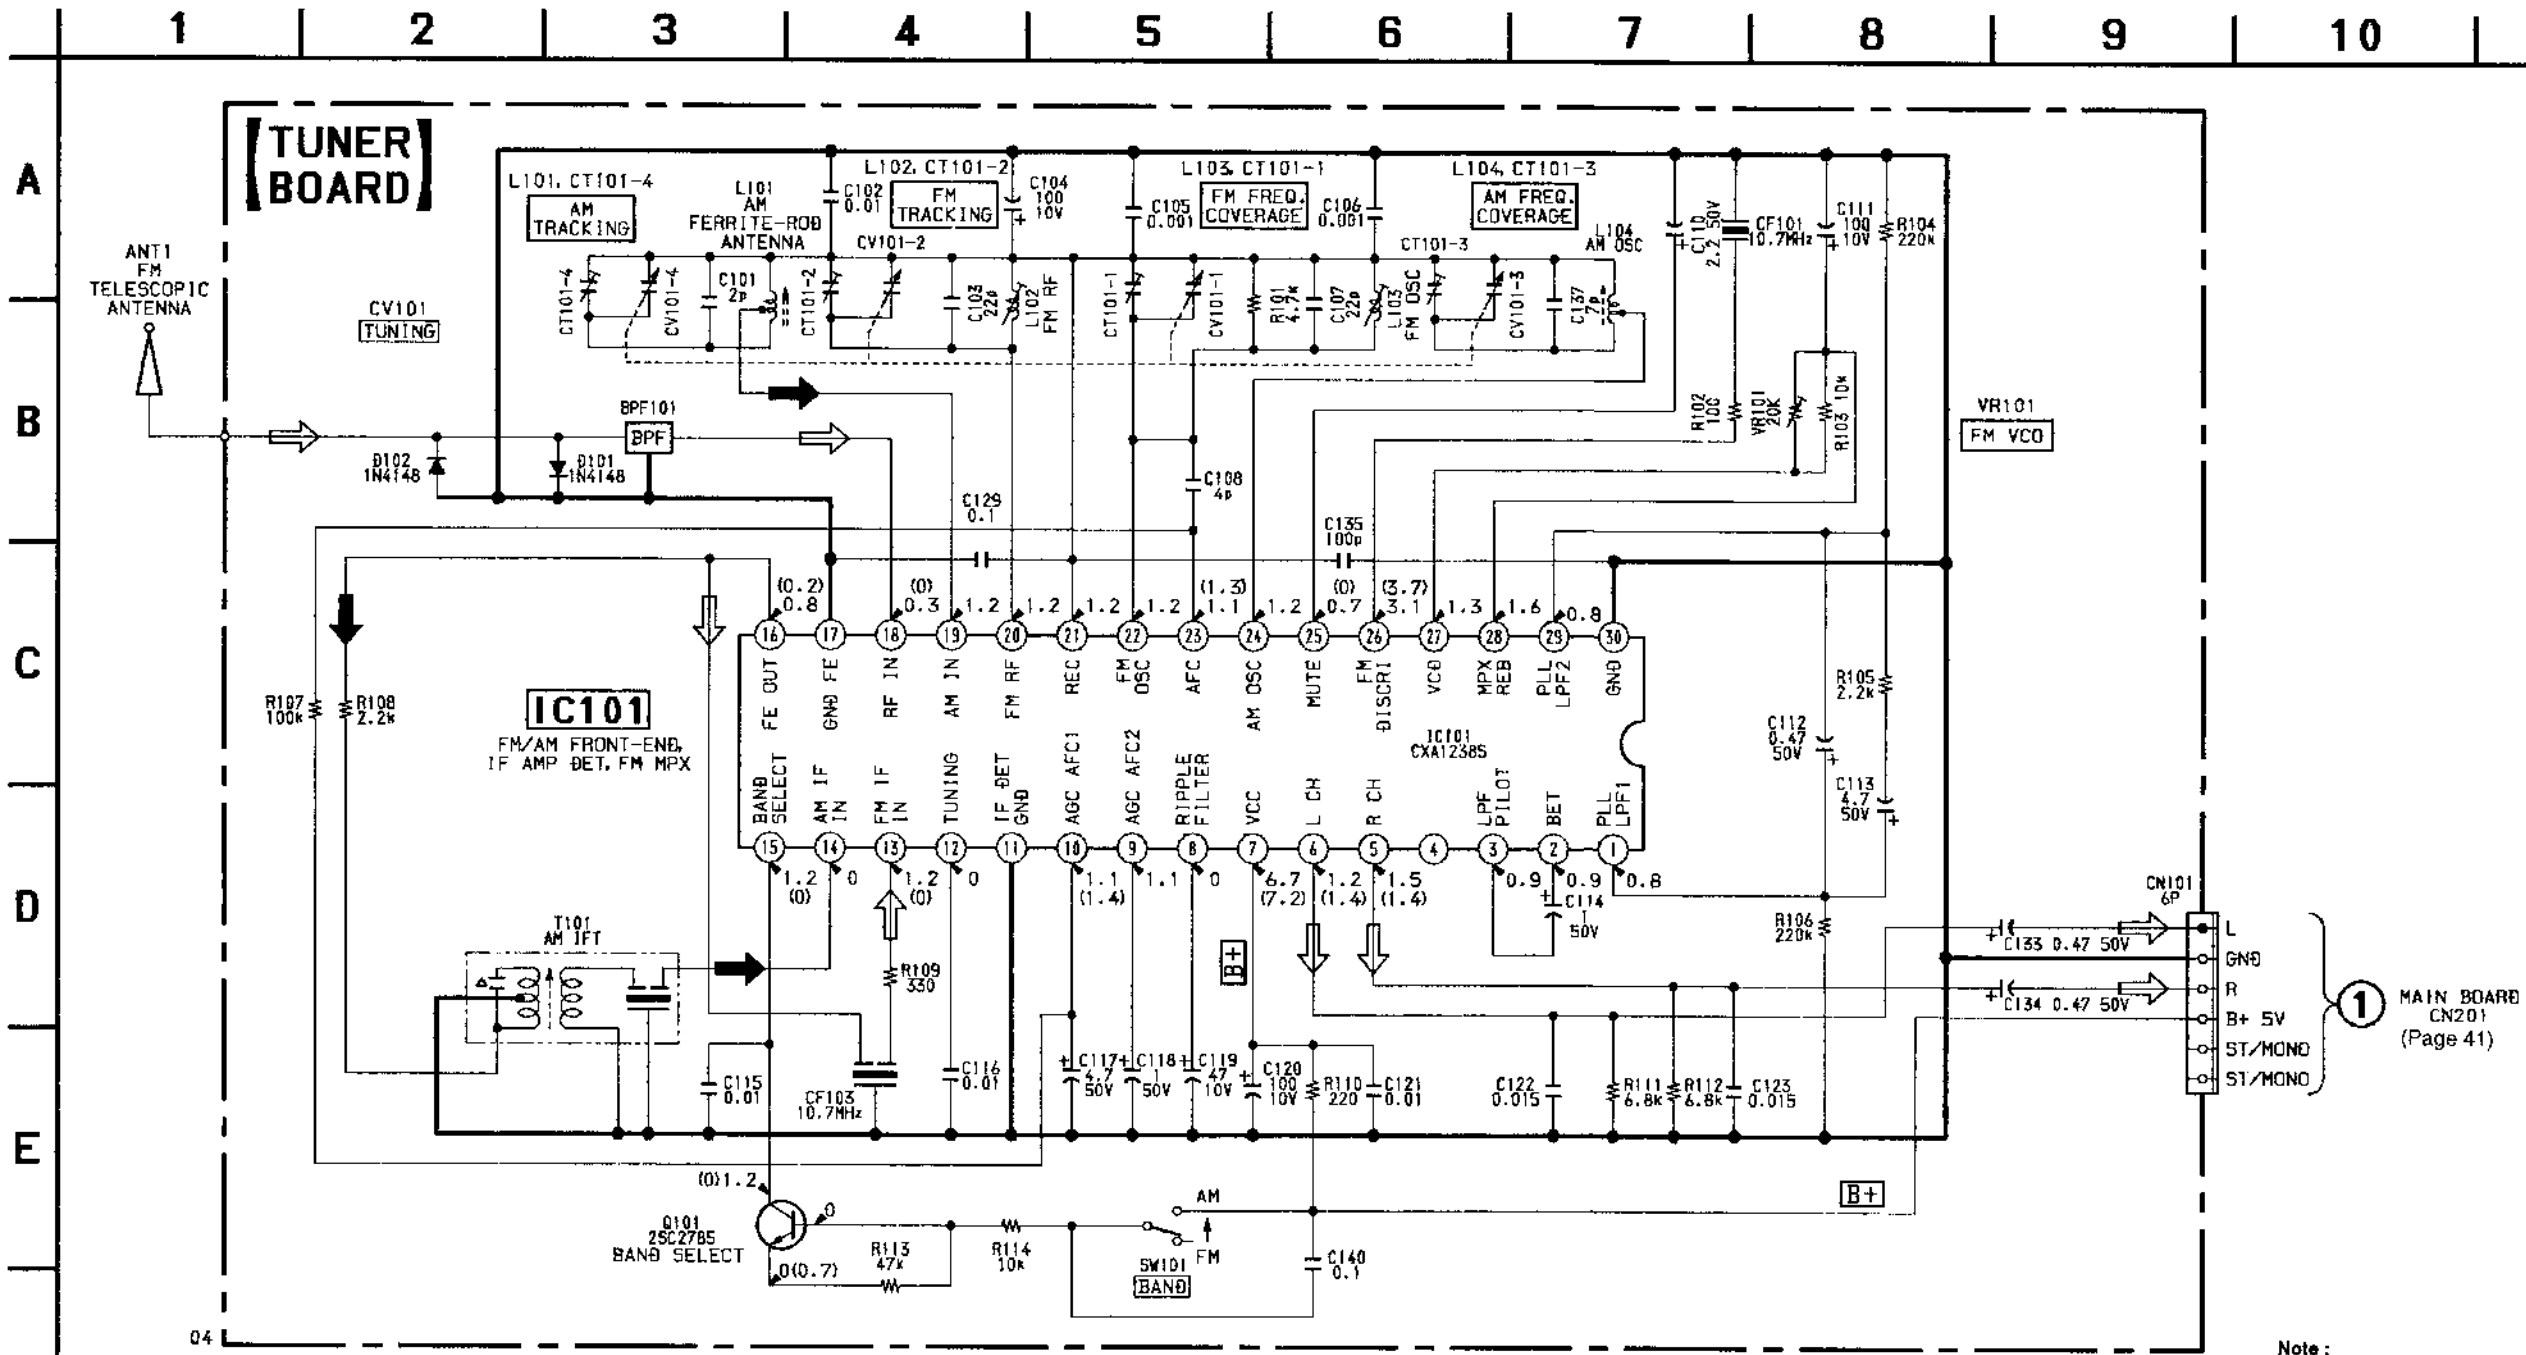 1 2 3 4 5 6 7 8 9 10
A
B
C
D
E
TUNER
BOARD
ANT1
FM
TELESCOPIC
ANTENNA
CV101
TUNING
L101, CT101-4
AM
TRACKING
L101
AM
FERRITE-ROD
ANTENNA
C102
0.01
L102, CT101-2
FM
TRACKING
C104
100
10V
C105
0.001
L103, CT101-1
FM FREQ.
COVERAGE
C106
0.001
L104, CT101-3
AM FREQ.
COVERAGE
L104
AM OSC
C110
2.2 50V
CF101
10.7MHz
C111
100
10V
R104
220k
CT101-4
CV101-4
C101
2p
CT101-2
CV101-2
C103
22p
L102
FM RF
CT101-1
CV101-1
R101
4.7k
C107
22p
L103
FM OSC
CT101-3
CV101-3
C137
7p
R102
100
VR101
20K
R103 10k
VR101
FM VCO
BPF101
BPF
D102
1N4148
D101
1N4148
C108
4p
C129
0.1
C135
100p
(0.2)
0.8
(0)
0.3
1.2
1.2
1.2
1.2
(1.3)
1.1
1.2
(0)
0.7
(3.7)
3.1
1.3
1.6
0.8
16 17 18 19 20 21 22 23 24 25 26 27 28 29 30
FE OUT
GND FE
RF IN
AM IN
FM RF
REC
FM
OSC
AFC
AM OSC
MUTE
FM
DISCRI
VCO
MPX
REB
PLL
LPF2
GND
R107
100k
R108
2.2k
IC101
FM/AM FRONT-END,
IF AMP DET, FM MPX
IC101
CXA1238S
R105
2.2k
C112
0.47
50V
C113
4.7
50V
BAND
SELECT
AM IF
IN
FM IF
IN
TUNING
IF DET
GND
AGC AFC1
AGC AFC2
RIPPLE
FILTER
VCC
L CH
R CH
LPF
PILOT
BET
PLL
LPF1
15 14 13 12 11 10 9 8 7 6 5 4 3 2 1
1.2
(0)
0
1.2
(0)
0
1.1
(1.4)
1.1
0
6.7
(7.2)
1.2
(1.4)
1.5
(1.4)
0.9
0.9
0.8
C114
1
50V
R106
220k
T101
AM IFT
R109
330
B+
CN101
6P
C133 0.47 50V
C134 0.47 50V
L
GND
R
B+ 5V
ST/MONO
ST/MONO
1
MAIN BOARD
CN201
(Page 41)
C115
0.01
CF103
10.7MHz
C116
0.01
C117
4.7
50V
C118
1
50V
C119
47
10V
C120
100
10V
R110
220
C121
0.01
C122
0.015
R111
6.8k
R112
6.8k
C123
0.015
(0)1.2
Q101
2SC2785
BAND SELECT
0
0(0.7)
R113
47k
R114
10k
AM
FM
SW101
BAND
C140
0.1
B+
04
Note :